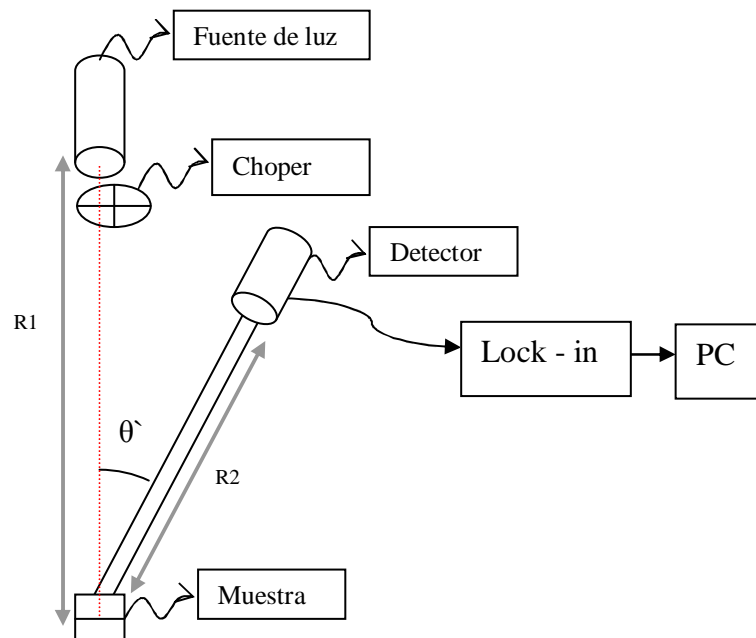 Fuente de luz
Choper
Detector
R1
Lock - in
PC
θ`
R2
Muestra